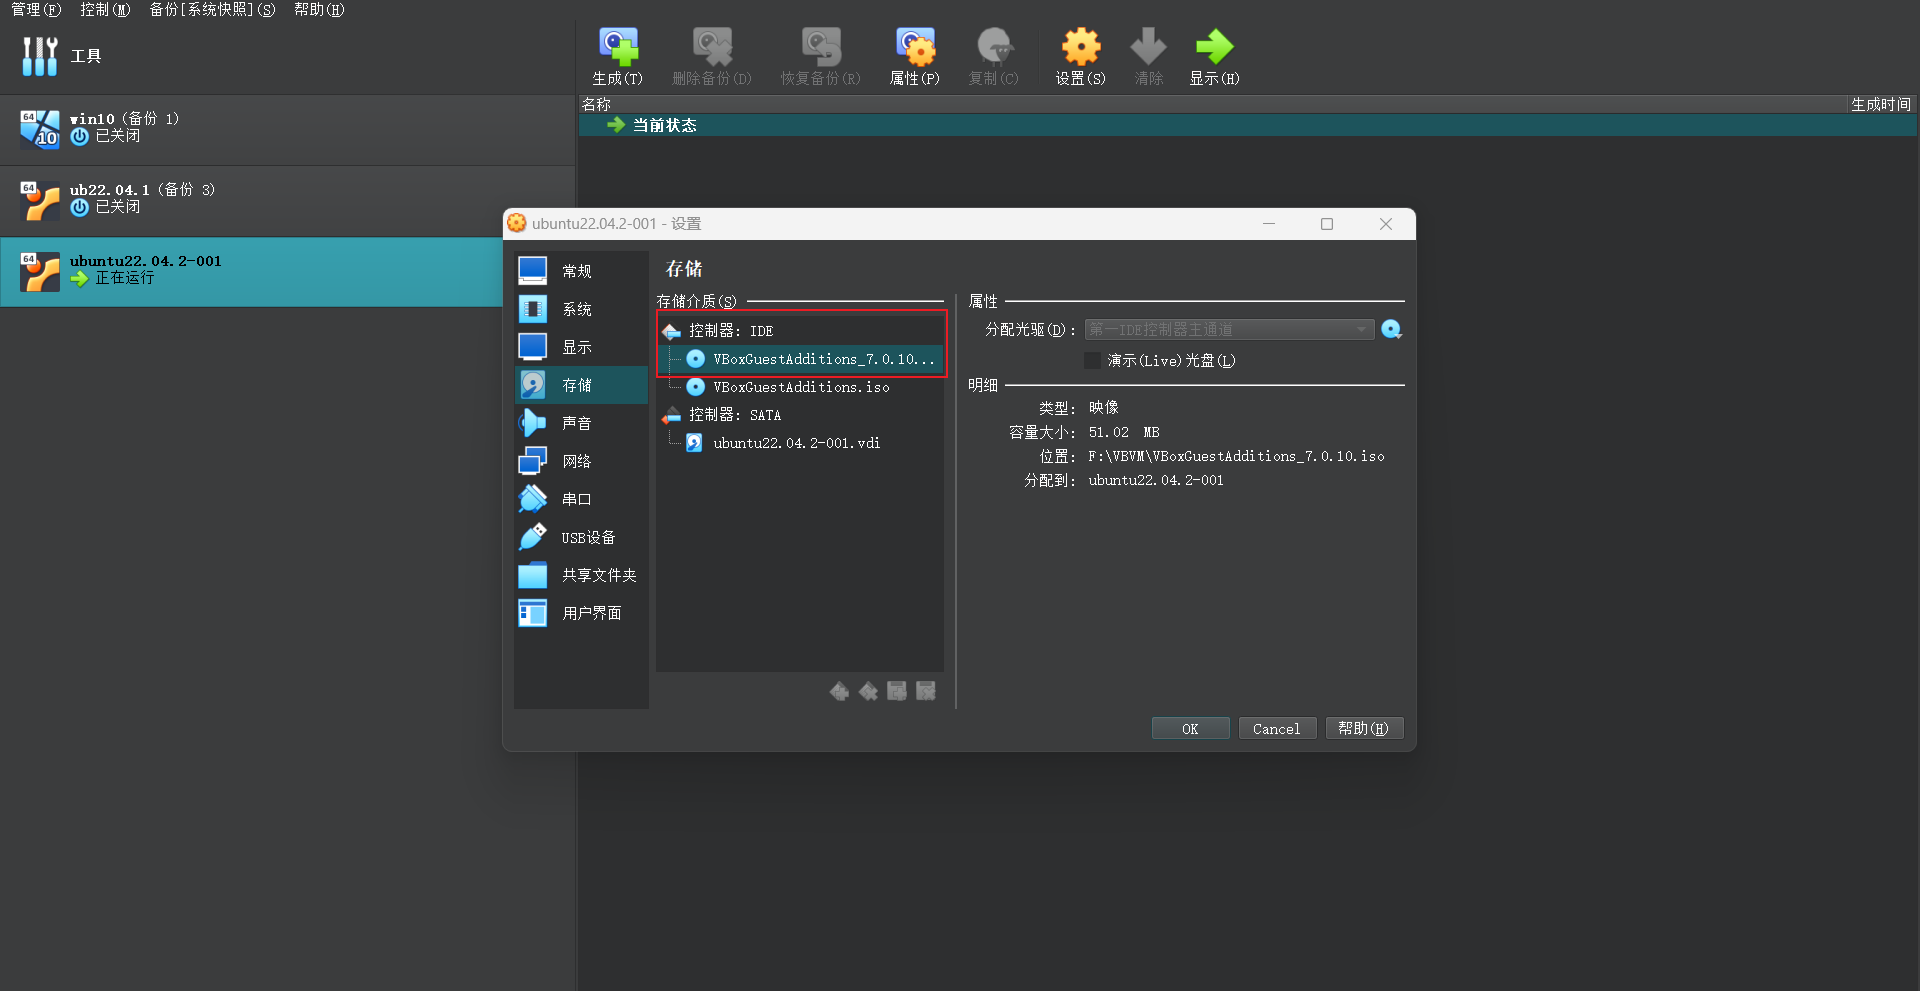 管理(F) 控制(M) 备份[系统快照](S) 帮助(H)
工具
生成(T) 删除备份(D) 恢复备份(R) 属性(P) 复制(C) 设置(S) 清除 显示(H)
名称 生成时间
当前状态
64
10
win10 (备份 1)
已关闭
64
ub22.04.1 (备份 3)
已关闭
64
ubuntu22.04.2-001
正在运行
ubuntu22.04.2-001 - 设置
常规
系统
显示
存储
声音
网络
串口
USB设备
共享文件夹
用户界面
存储
存储介质(S)
控制器: IDE
VBoxGuestAdditions_7.0.10...
VBoxGuestAdditions.iso
控制器: SATA
ubuntu22.04.2-001.vdi
属性
分配光驱(D): 第一IDE控制器主通道
演示(Live)光盘(L)
明细
类型: 映像
容量大小: 51.02 MB
位置: F:\VBVM\VBoxGuestAdditions_7.0.10.iso
分配到: ubuntu22.04.2-001
OK Cancel 帮助(H)